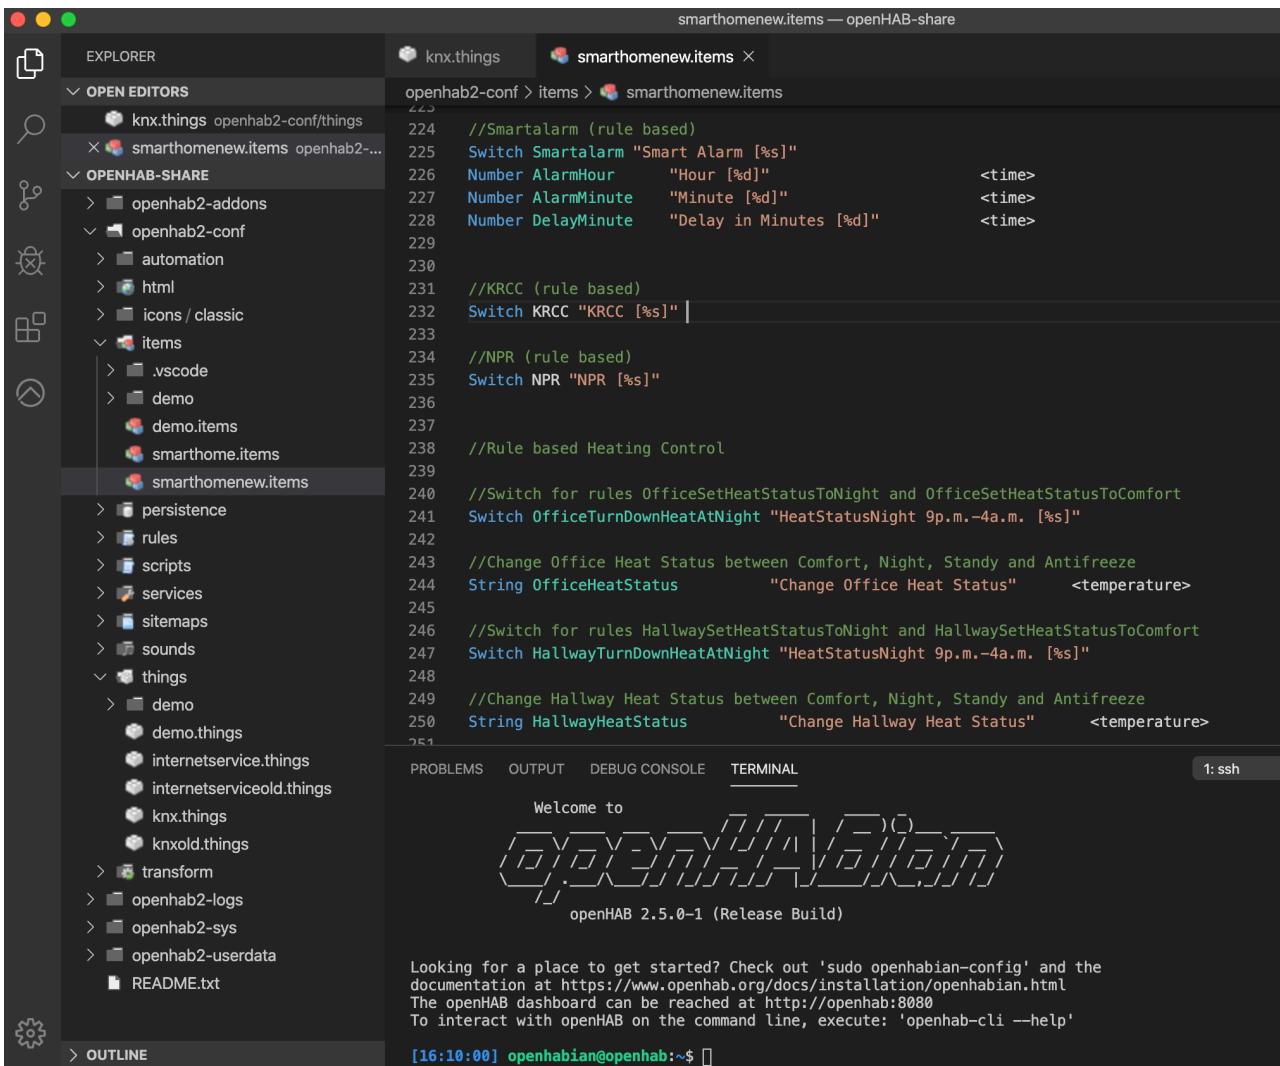 smarthomenew.items — openHAB-share
EXPLORER
OPEN EDITORS
knx.things openhab2-conf/things
smarthomenew.items openhab2-...
OPENHAB-SHARE
openhab2-addons
openhab2-conf
automation
html
icons / classic
items
.vscode
demo
demo.items
smarthome.items
smarthomenew.items
persistence
rules
scripts
services
sitemaps
sounds
things
demo
demo.things
internetservice.things
internetserviceold.things
knx.things
knxold.things
transform
openhab2-logs
openhab2-sys
openhab2-userdata
README.txt
OUTLINE
knx.things
smarthomenew.items
openhab2-conf > items > smarthomenew.items
223
224 //Smartalarm (rule based)
225 Switch Smartalarm "Smart Alarm [%s]"
226 Number AlarmHour "Hour [%d]" <time>
227 Number AlarmMinute "Minute [%d]" <time>
228 Number DelayMinute "Delay in Minutes [%d]" <time>
229
230
231 //KRCC (rule based)
232 Switch KRCC "KRCC [%s]"
233
234 //NPR (rule based)
235 Switch NPR "NPR [%s]"
236
237
238 //Rule based Heating Control
239
240 //Switch for rules OfficeSetHeatStatusToNight and OfficeSetHeatStatusToComfort
241 Switch OfficeTurnDownHeatAtNight "HeatStatusNight 9p.m.-4a.m. [%s]"
242
243 //Change Office Heat Status between Comfort, Night, Standy and Antifreeze
244 String OfficeHeatStatus "Change Office Heat Status" <temperature>
245
246 //Switch for rules HallwaySetHeatStatusToNight and HallwaySetHeatStatusToComfort
247 Switch HallwayTurnDownHeatAtNight "HeatStatusNight 9p.m.-4a.m. [%s]"
248
249 //Change Hallway Heat Status between Comfort, Night, Standy and Antifreeze
250 String HallwayHeatStatus "Change Hallway Heat Status" <temperature>
251
PROBLEMS OUTPUT DEBUG CONSOLE TERMINAL
1: ssh
Welcome to
openHABian
openHAB 2.5.0-1 (Release Build)
Looking for a place to get started? Check out 'sudo openhabian-config' and the
documentation at https://www.openhab.org/docs/installation/openhabian.html
The openHAB dashboard can be reached at http://openhab:8080
To interact with openHAB on the command line, execute: 'openhab-cli --help'
[16:10:00] openhabian@openhab:~$